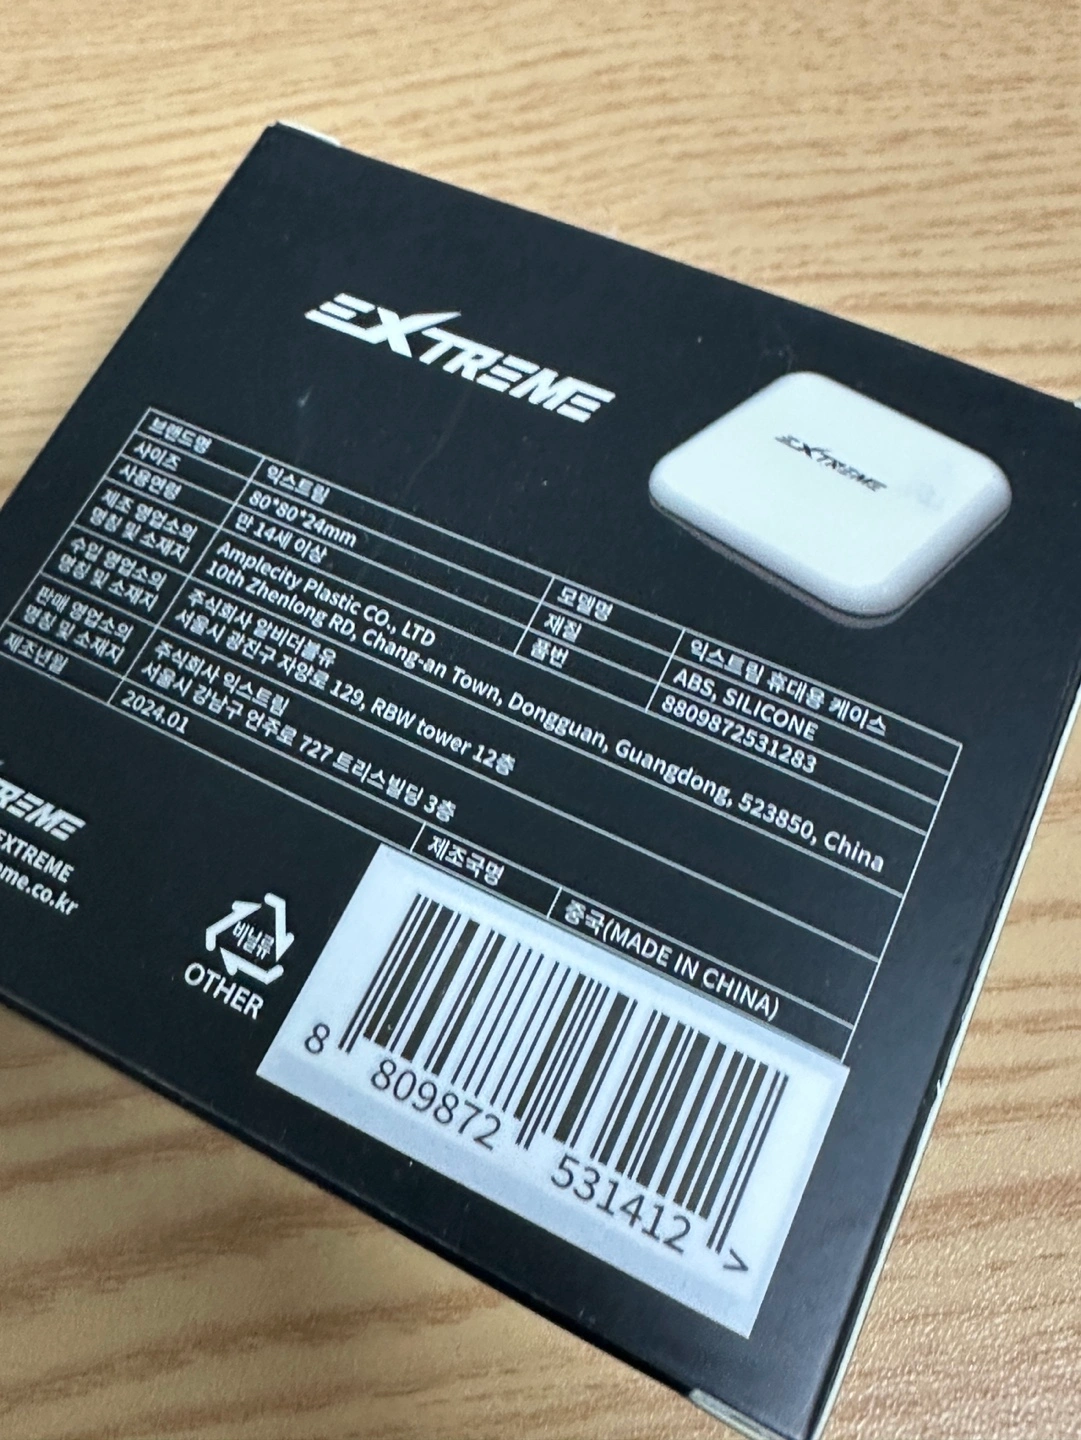 EXTREME
EXTREME
브랜드명 익스트림 모델명 익스트림 휴대용 케이스
사이즈 80*80*24mm 재질 ABS, SILICONE
사용연령 만 14세 이상 품번 8809872531283
제조 영업소의
명칭 및 소재지
Amplecity Plastic CO., LTD
10th Zhenlong RD, Chang-an Town, Dongguan, Guangdong, 523850, China
수입 영업소의
명칭 및 소재지
주식회사 알비더블유
서울시 광진구 자양로 129, RBW tower 12층
판매 영업소의
명칭 및 소재지
주식회사 익스트림
서울시 강남구 언주로 727 트리스빌딩 3층
제조년월 2024.01 제조국명 중국(MADE IN CHINA)
TREME
EXTREME
eme.co.kr
비닐류
OTHER
8 809872 531412 >